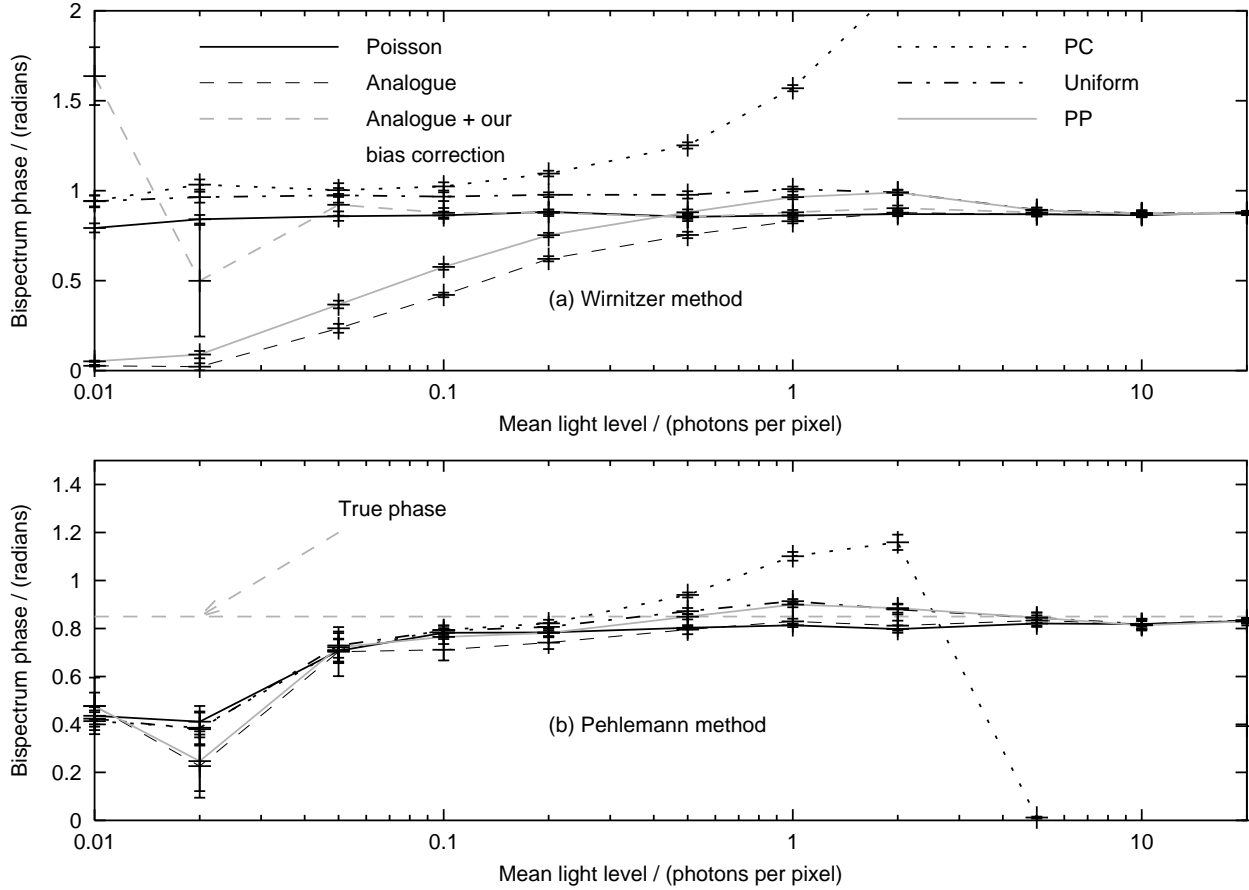 2
1.5
1
0.5
0
Bispectrum phase / (radians)
Poisson
Analogue
Analogue + our
bias correction
PC
Uniform
PP
(a) Wirnitzer method
0.01
0.1
1
10
Mean light level / (photons per pixel)
1.4
1.2
1
0.8
0.6
0.4
0.2
0
Bispectrum phase / (radians)
True phase
(b) Pehlemann method
0.01
0.1
1
10
Mean light level / (photons per pixel)